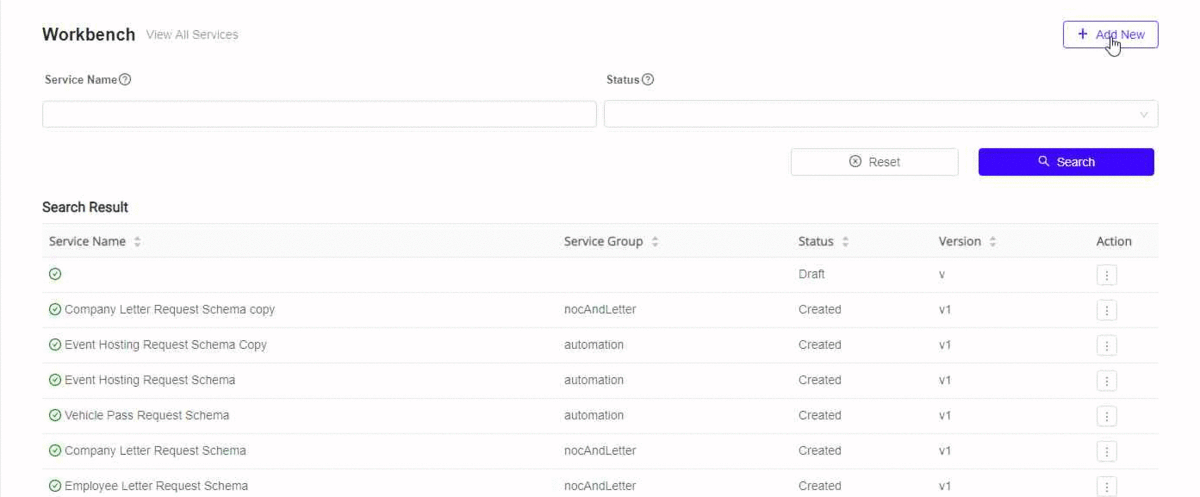 Workbench View All Services + Add New
Service Name Status
Reset Search
Search Result
Service Name Service Group Status Version Action
Draft v
Company Letter Request Schema copy nocAndLetter Created v1
Event Hosting Request Schema Copy automation Created v1
Event Hosting Request Schema automation Created v1
Vehicle Pass Request Schema automation Created v1
Company Letter Request Schema nocAndLetter Created v1
Employee Letter Request Schema nocAndLetter Created v1